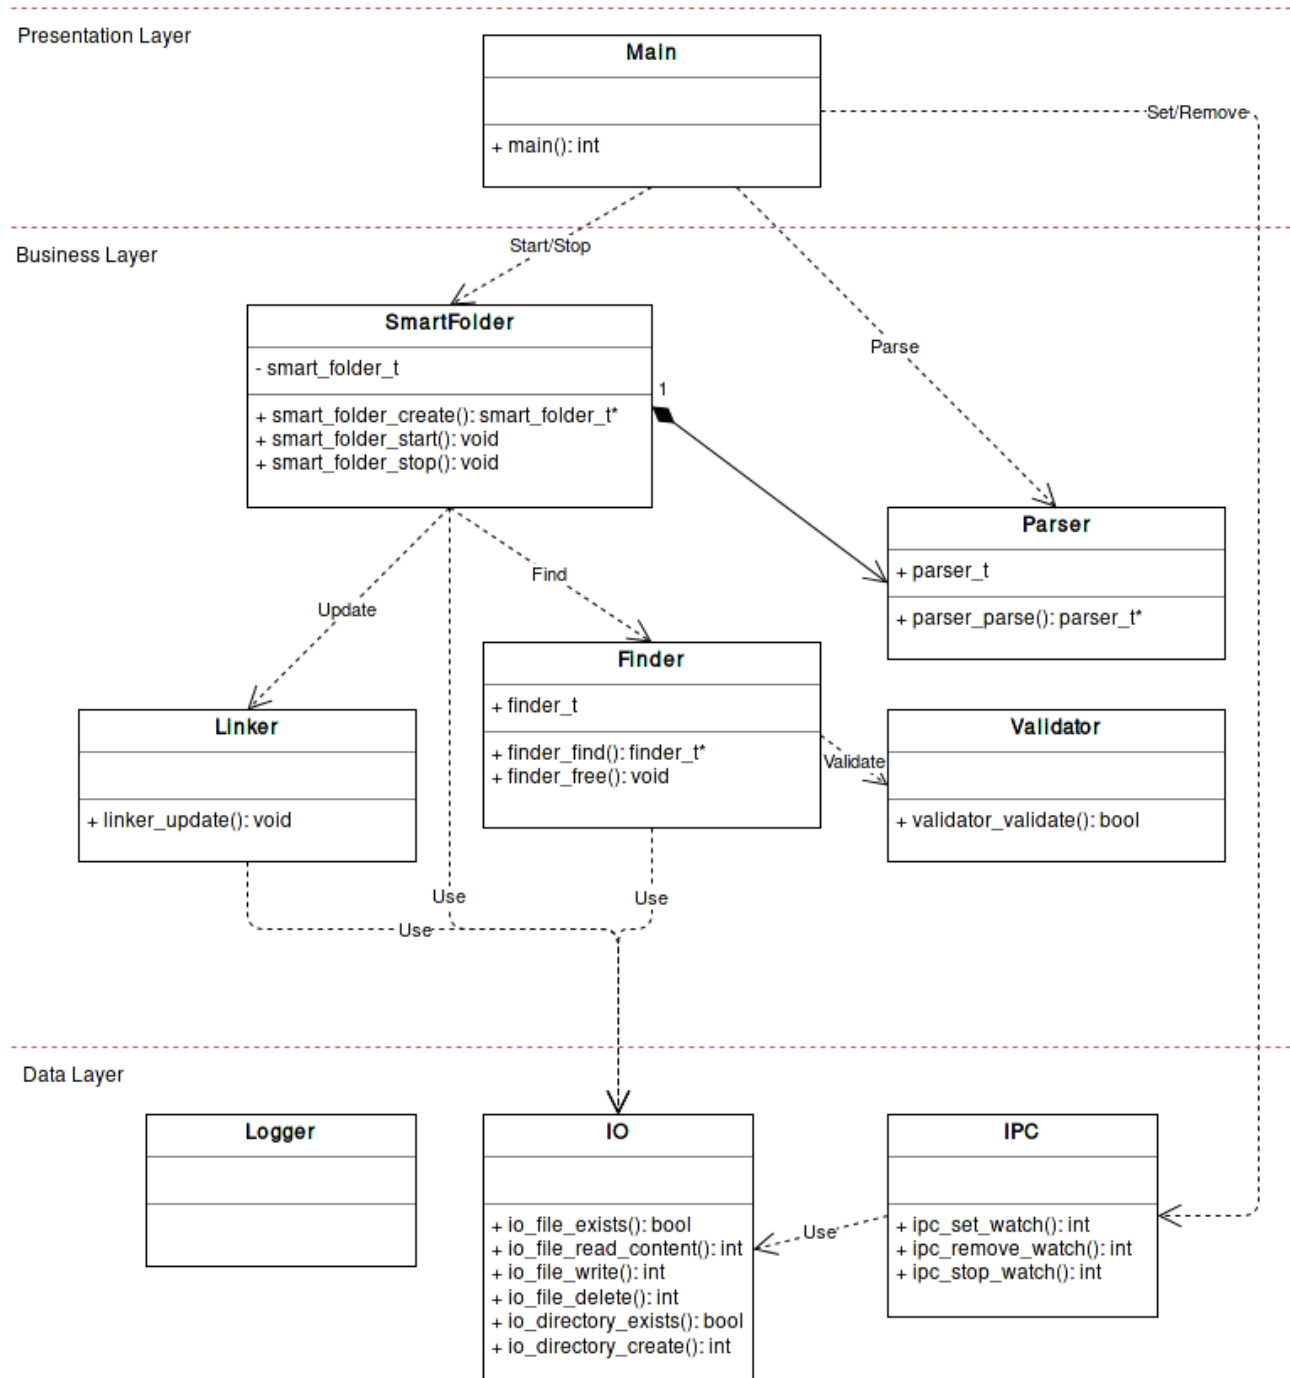 Presentation Layer
Main
+ main(): int
Set/Remove
Business Layer
Start/Stop
Parse
SmartFolder
- smart_folder_t
+ smart_folder_create(): smart_folder_t*
+ smart_folder_start(): void
+ smart_folder_stop(): void
1
Parser
+ parser_t
+ parser_parse(): parser_t*
Update
Find
Finder
+ finder_t
+ finder_find(): finder_t*
+ finder_free(): void
Linker
+ linker_update(): void
Validate
Validator
+ validator_validate(): bool
Use
Use
Use
Data Layer
Logger
IO
+ io_file_exists(): bool
+ io_file_read_content(): int
+ io_file_write(): int
+ io_file_delete(): int
+ io_directory_exists(): bool
+ io_directory_create(): int
Use
IPC
+ ipc_set_watch(): int
+ ipc_remove_watch(): int
+ ipc_stop_watch(): int